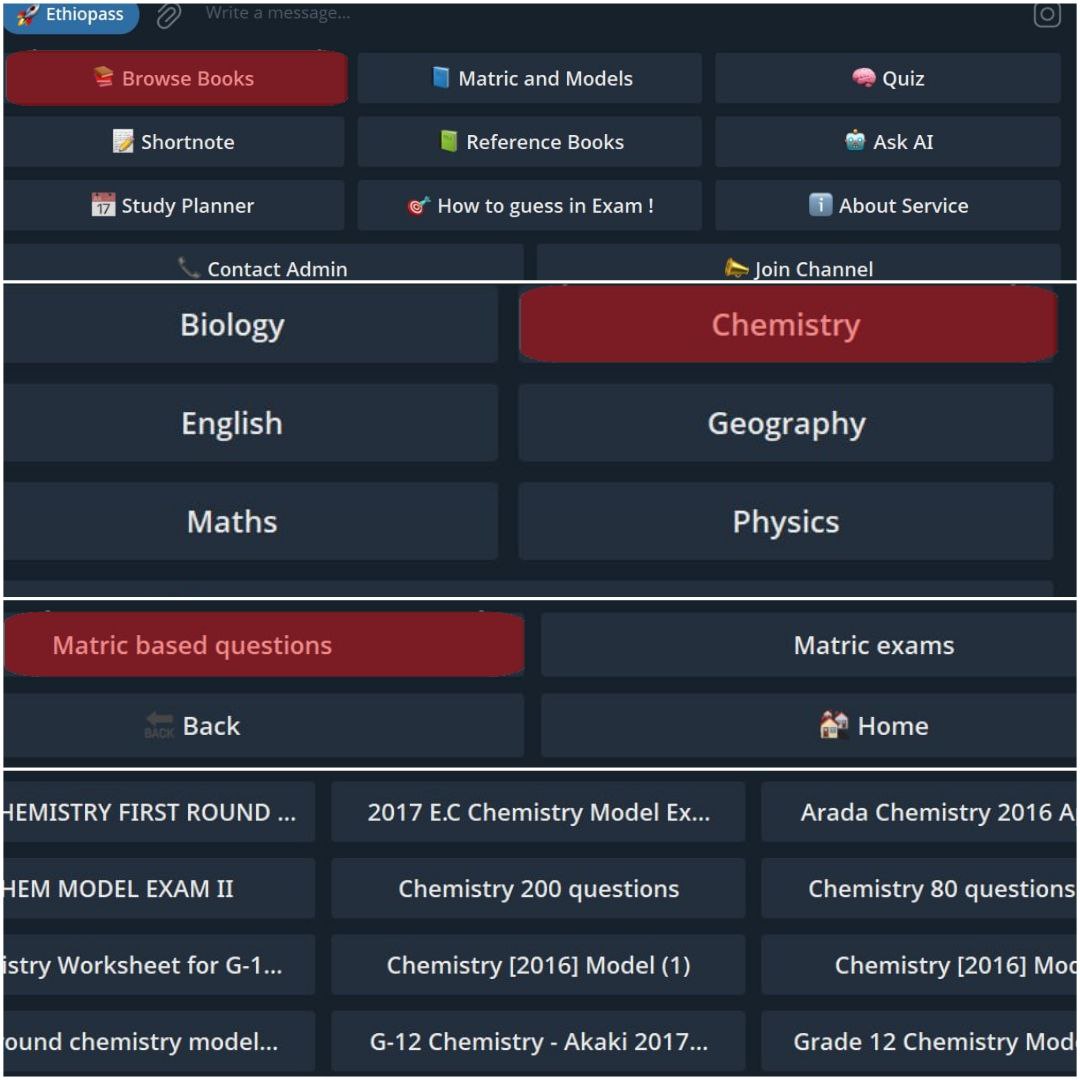 Ethiopass Write a message...
Browse Books Matric and Models Quiz
Shortnote Reference Books Ask AI
17 Study Planner How to guess in Exam ! About Service
Contact Admin Join Channel
Biology Chemistry
English Geography
Maths Physics
Matric based questions Matric exams
BACK Back Home
HEMISTRY FIRST ROUND ... 2017 E.C Chemistry Model Ex... Arada Chemistry 2016 A
HEM MODEL EXAM II Chemistry 200 questions Chemistry 80 questions
istry Worksheet for G-1... Chemistry [2016] Model (1) Chemistry [2016] Mod
ound chemistry model... G-12 Chemistry - Akaki 2017... Grade 12 Chemistry Mod